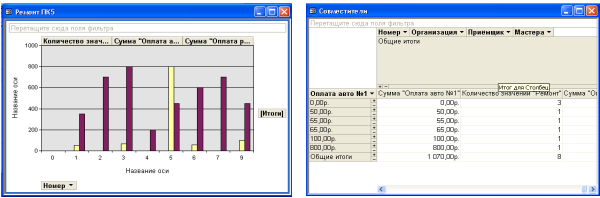 Ремонт ПК5
Перетащите сюда поля фильтра
Количество знач... Сумма "Оплата а... Сумма "Оплата р...
1000
800
600
400
200
0
Название оси
0 1 2 3 4 5 6 7 9
Название оси
[Итоги]
Номер
Совместители
Перетащите сюда поля фильтра
Номер Организация Приёмщик Мастера
Общие итоги
Итог для Столбец
Оплата авто №1 Сумма "Оплата авто №1" Количество значений "Ремонт" Сумма "О
0,00р. 0,00р. 3
50,00р. 50,00р. 1
55,00р. 55,00р. 1
65,00р. 65,00р. 1
100,00р. 100,00р. 1
800,00р. 800,00р. 1
Общие итоги 1 070,00р. 8